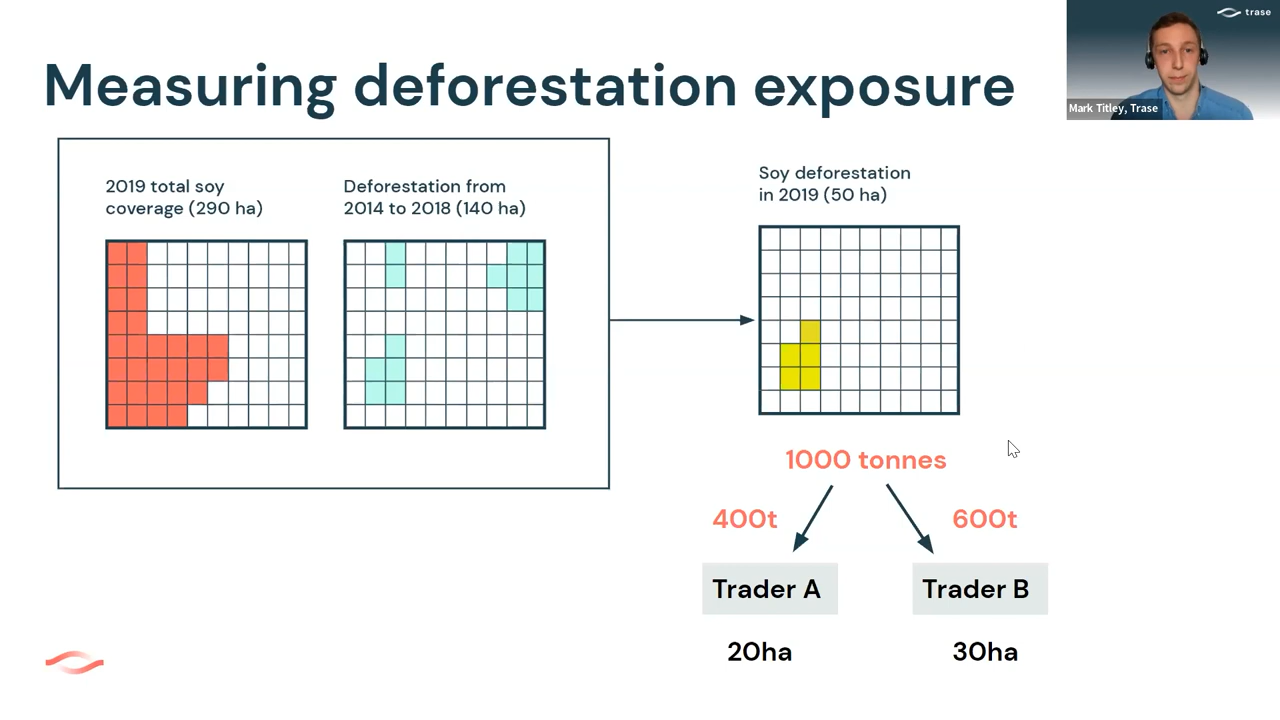 Measuring deforestation exposure
trase
Mark Titley, Trase
2019 total soy
coverage (290 ha)
Deforestation from
2014 to 2018 (140 ha)
Soy deforestation
in 2019 (50 ha)
1000 tonnes
400t
600t
Trader A
Trader B
20ha
30ha